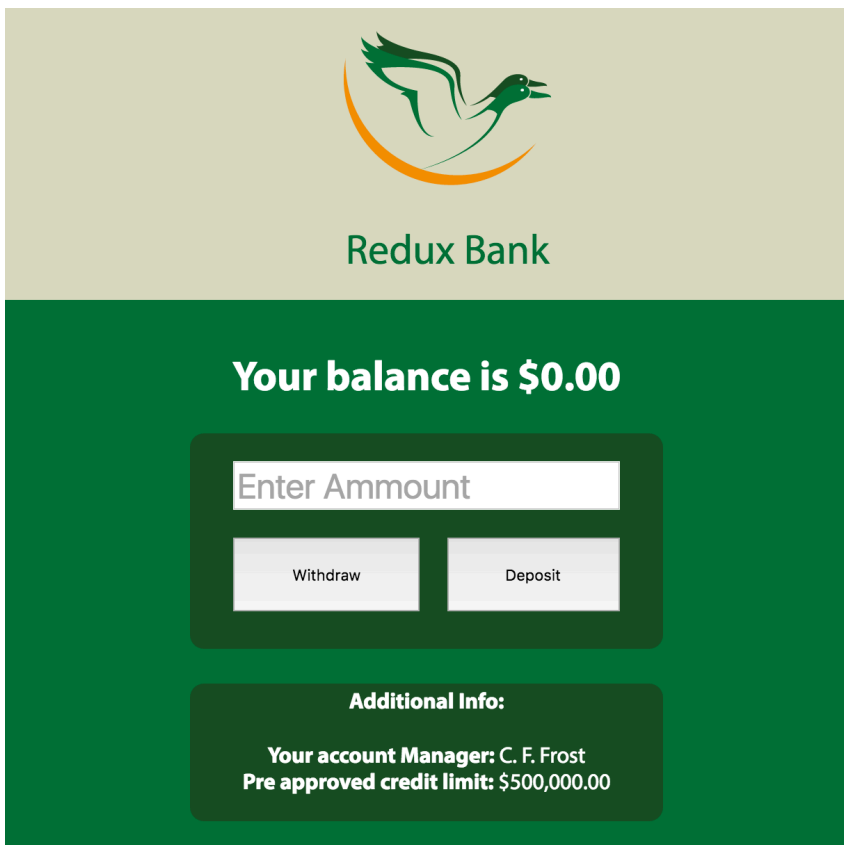 Redux Bank
Your balance is $0.00
Enter Ammount
Withdraw
Deposit
Additional Info:
Your account Manager: C. F. Frost
Pre approved credit limit: $500,000.00